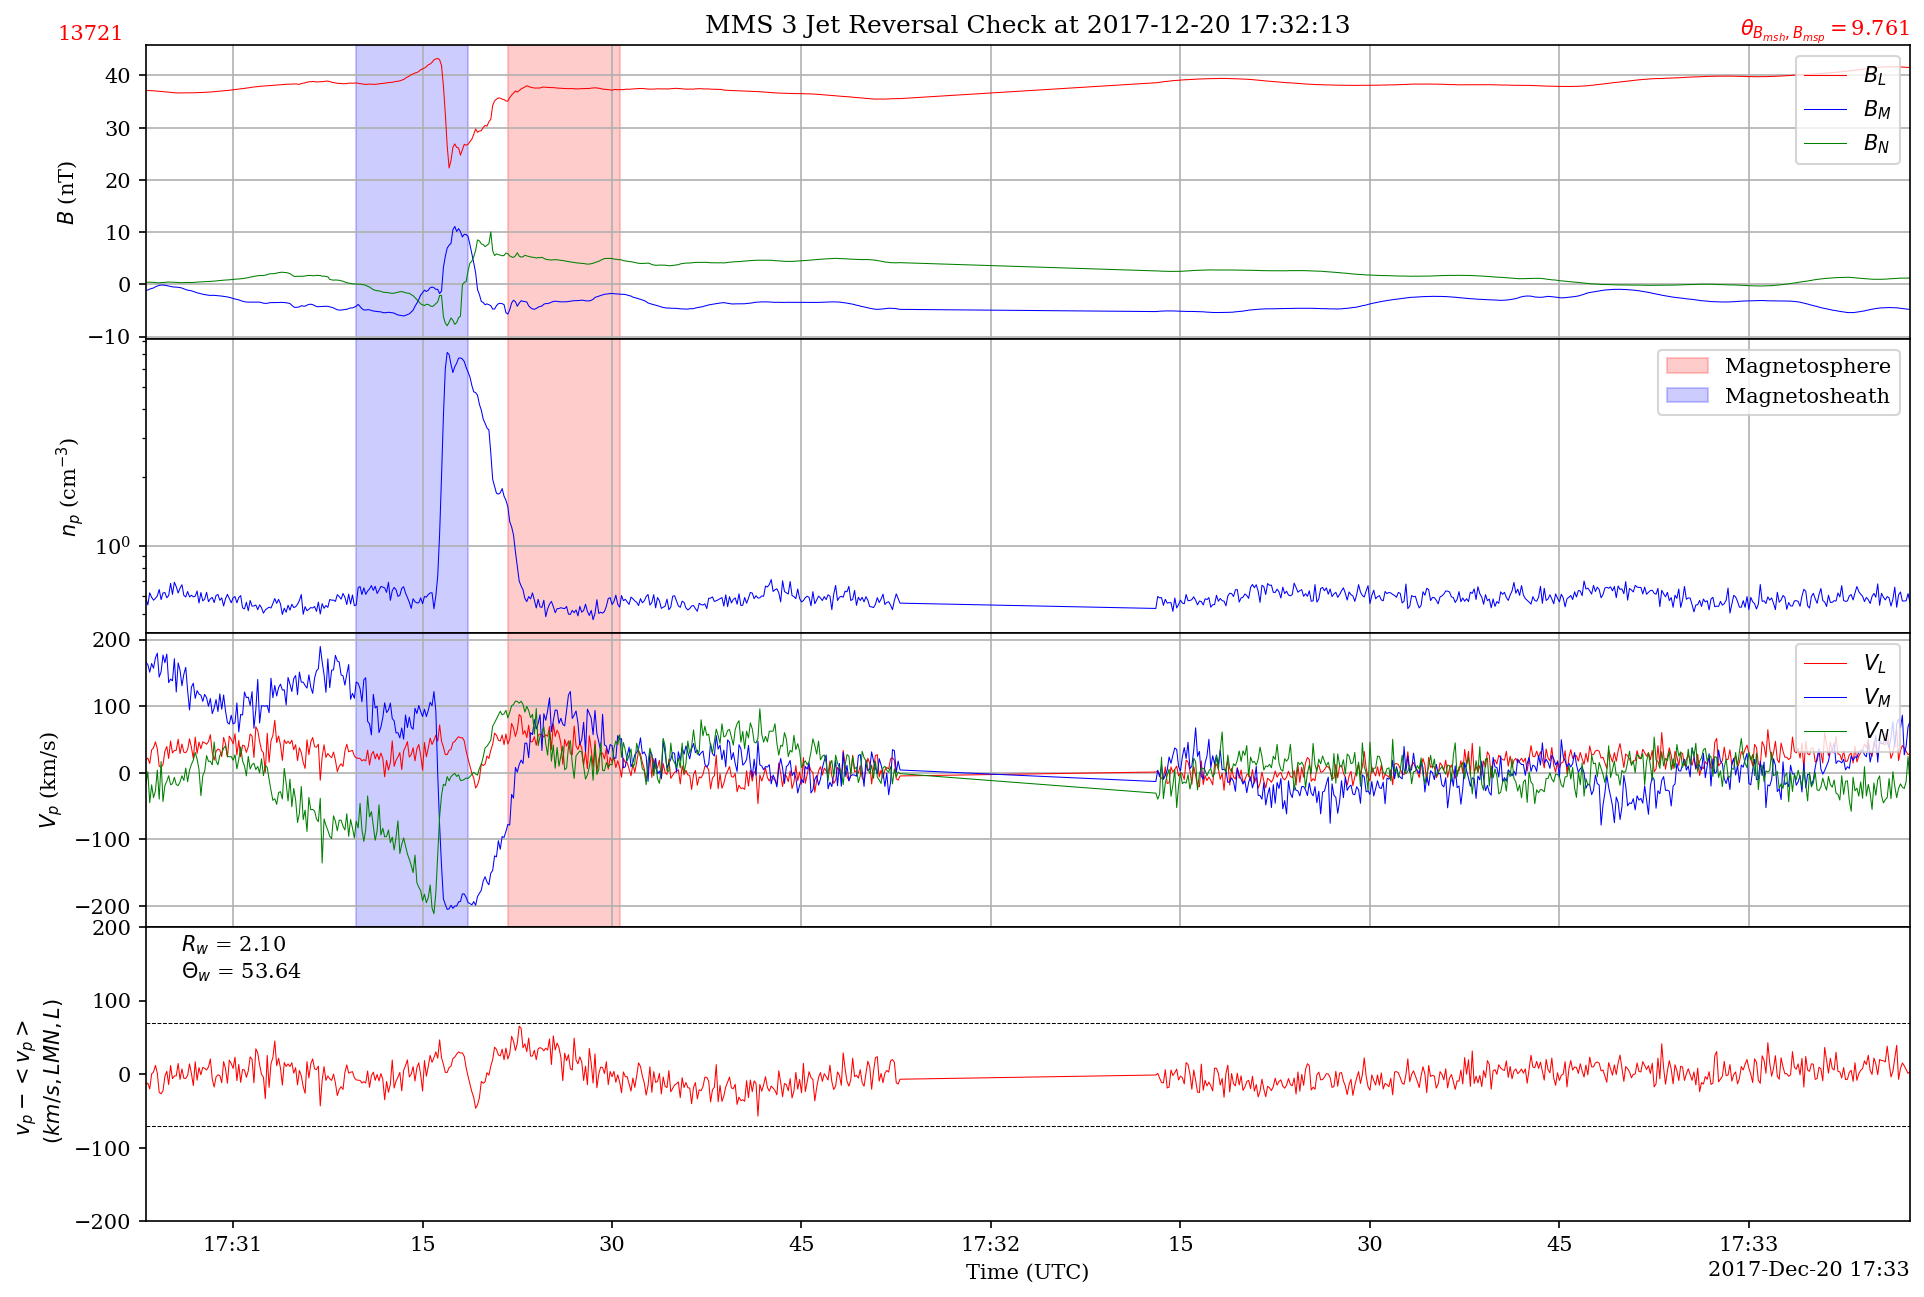 13721
MMS 3 Jet Reversal Check at 2017-12-20 17:32:13
θ_{B_{msh}, B_{msp}} = 9.761
40
30
20
10
0
−10
B (nT)
B_L
B_M
B_N
10^0
n_p (cm^{−3})
Magnetosphere
Magnetosheath
200
100
0
−100
−200
V_p (km/s)
V_L
V_M
V_N
200
100
0
−100
−200
v_p − <v_p>
(km/s, LMN, L)
R_w = 2.10
Θ_w = 53.64
17:31 15 30 45 17:32 15 30 45 17:33
Time (UTC)
2017-Dec-20 17:33